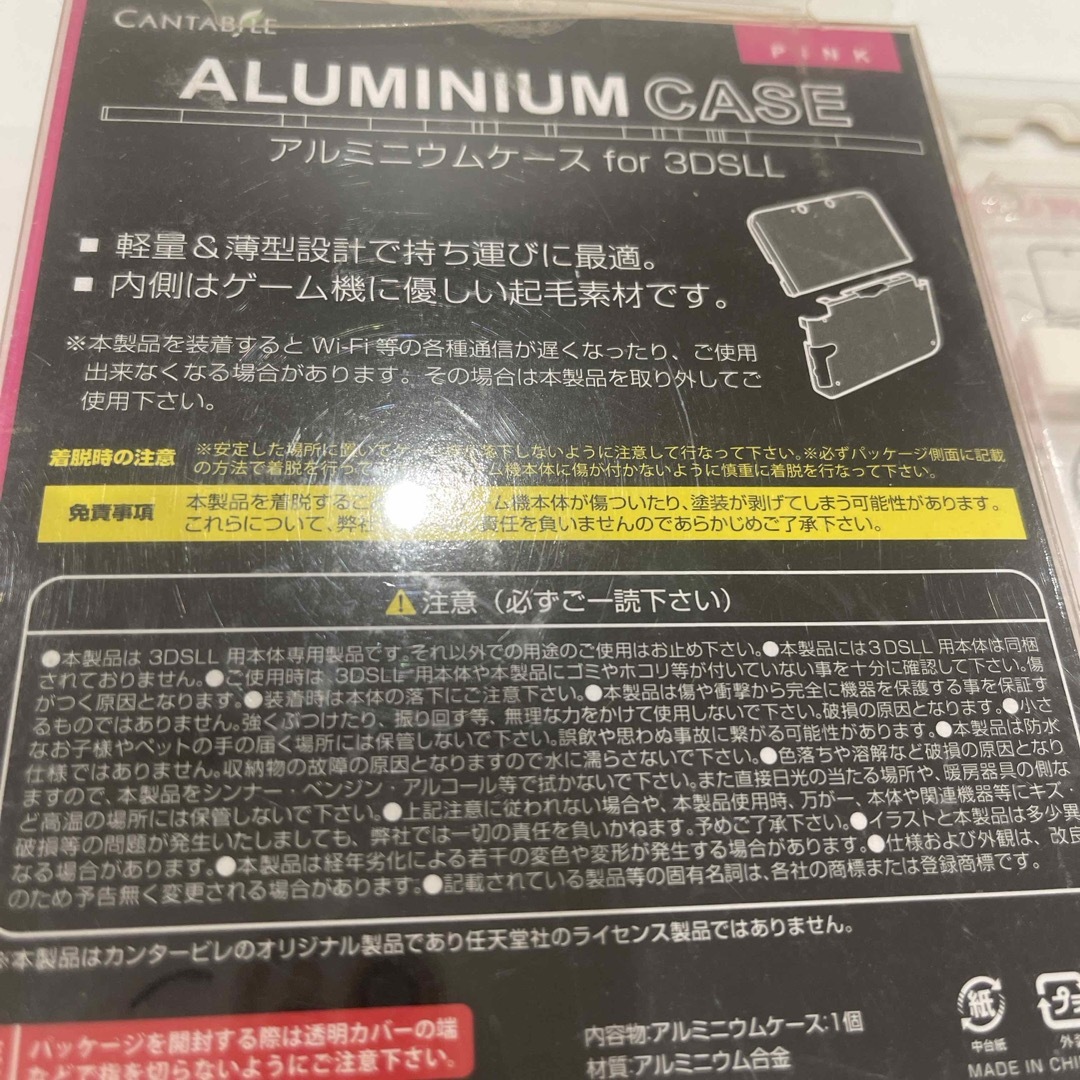 CANTABILE
PINK
ALUMINIUM CASE
アルミニウムケース for 3DSLL
■ 軽量＆薄型設計で持ち運びに最適。
■ 内側はゲーム機に優しい起毛素材です。
※本製品を装着すると Wi-Fi 等の各種通信が遅くなったり、ご使用
出来なくなる場合があります。その場合は本製品を取り外してご
使用下さい。
着脱時の注意
※安定した場所に置いて 下しないように注意して行なって下さい。※必ずパッケージ側面に記載
の方法で着脱を行って ム機本体に傷が付かないように慎重に着脱を行なって下さい。
免責事項
本製品を着脱するこ ム機本体が傷ついたり、塗装が剥げてしまう可能性があります。
これらについて、弊社 責任を負いませんのであらかじめご了承下さい。
⚠注意（必ずご一読下さい）
●本製品は 3DSLL 用本体専用製品です。それ以外での用途のご使用はお止め下さい。●本製品には3DSLL 用本体は同梱
されておりません。●ご使用時は 3DSLL 用本体や本製品にゴミやホコリ等が付いていない事を十分に確認して下さい。傷
がつく原因となります。●装着時は本体の落下にご注意下さい。●本製品は傷や衝撃から完全に機器を保護する事を保証す
るものではありません。強くぶつけたり、振り回す等、無理な力をかけて使用しないで下さい。破損の原因となります。●小さ
なお子様やペットの手の届く場所には保管しないで下さい。誤飲や思わぬ事故に繋がる可能性があります。●本製品は防水
仕様ではありません。収納物の故障の原因となりますので水に濡らさないで下さい。●色落ちや溶解など破損の原因となり
ますので、本製品をシンナー・ベンジン・アルコール等で拭かないで下さい。また直接日光の当たる場所や、暖房器具の側な
ど高温の場所には保管しないで下さい。●上記注意に従われない場合や、本製品使用時、万が一、本体や関連機器等にキズ・
破損等の問題が発生いたしましても、弊社では一切の責任を負いかねます。予めご了承下さい。●イラストと本製品は多少異
なる場合があります。●本製品は経年劣化による若干の変色や変形が発生する場合があります。●仕様および外観は、改良
のため予告無く変更される場合があります。●記載されている製品等の固有名詞は、各社の商標または登録商標です。
※本製品はカンタービレのオリジナル製品であり任天堂社のライセンス製品ではありません。
パッケージを開封する際は透明カバーの端
などで指を切らないようにご注意下さい。
内容物:アルミニウムケース:1個
材質:アルミニウム合金
紙
中台紙
プラ
外
MADE IN CHI